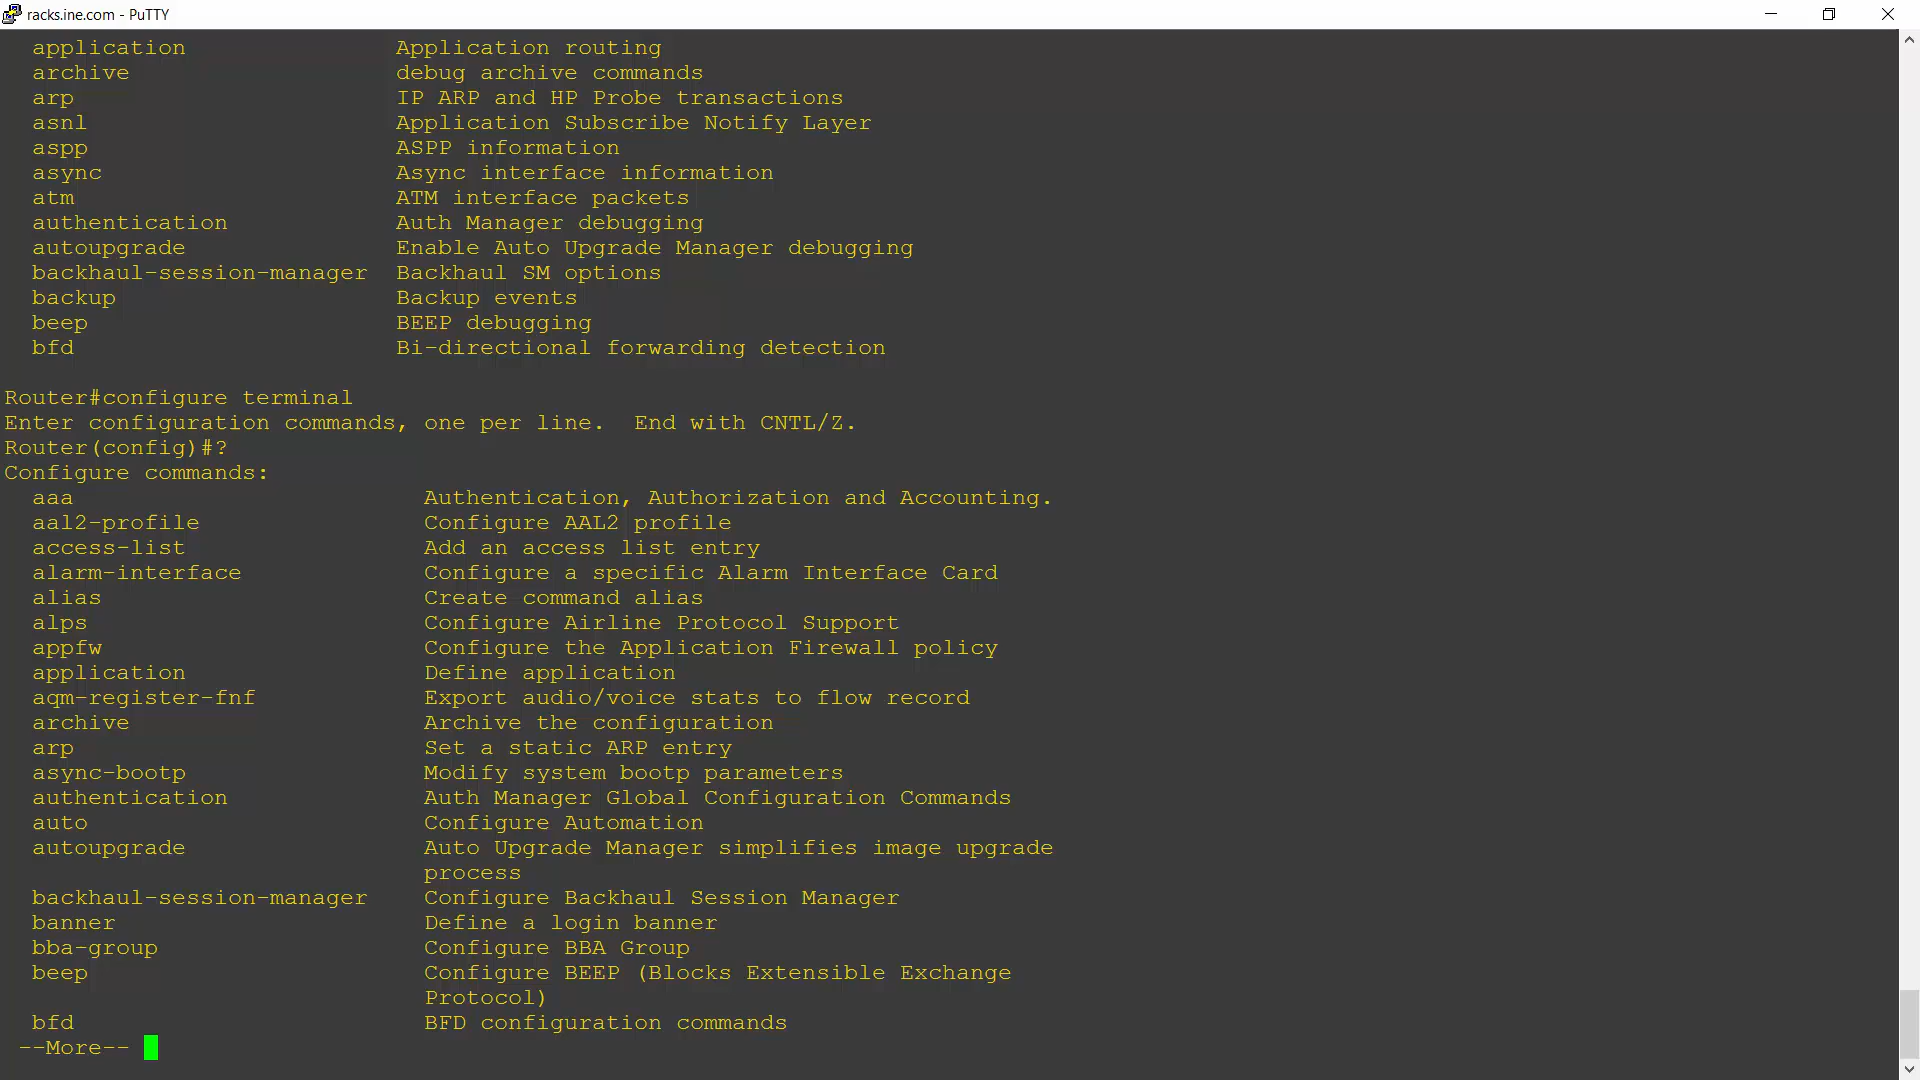 racks.ine.com - PuTTY
application Application routing
archive debug archive commands
arp IP ARP and HP Probe transactions
asnl Application Subscribe Notify Layer
aspp ASPP information
async Async interface information
atm ATM interface packets
authentication Auth Manager debugging
autoupgrade Enable Auto Upgrade Manager debugging
backhaul-session-manager Backhaul SM options
backup Backup events
beep BEEP debugging
bfd Bi-directional forwarding detection
Router#configure terminal
Enter configuration commands, one per line. End with CNTL/Z.
Router(config)#?
Configure commands:
aaa Authentication, Authorization and Accounting.
aal2-profile Configure AAL2 profile
access-list Add an access list entry
alarm-interface Configure a specific Alarm Interface Card
alias Create command alias
alps Configure Airline Protocol Support
appfw Configure the Application Firewall policy
application Define application
aqm-register-fnf Export audio/voice stats to flow record
archive Archive the configuration
arp Set a static ARP entry
async-bootp Modify system bootp parameters
authentication Auth Manager Global Configuration Commands
auto Configure Automation
autoupgrade Auto Upgrade Manager simplifies image upgrade
process
backhaul-session-manager Configure Backhaul Session Manager
banner Define a login banner
bba-group Configure BBA Group
beep Configure BEEP (Blocks Extensible Exchange
Protocol)
bfd BFD configuration commands
--More--